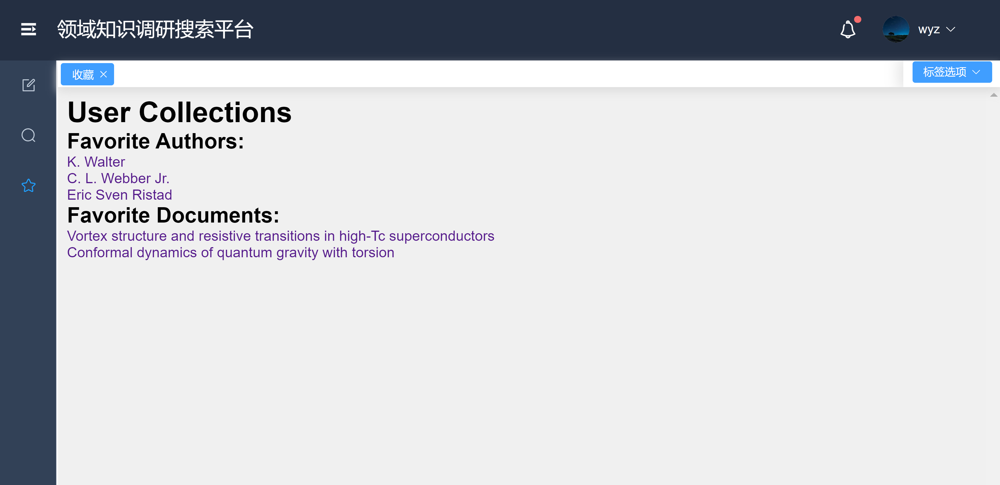 领域知识调研搜索平台
wyz
收藏
标签选项
User Collections
Favorite Authors:
K. Walter
C. L. Webber Jr.
Eric Sven Ristad
Favorite Documents:
Vortex structure and resistive transitions in high-Tc superconductors
Conformal dynamics of quantum gravity with torsion